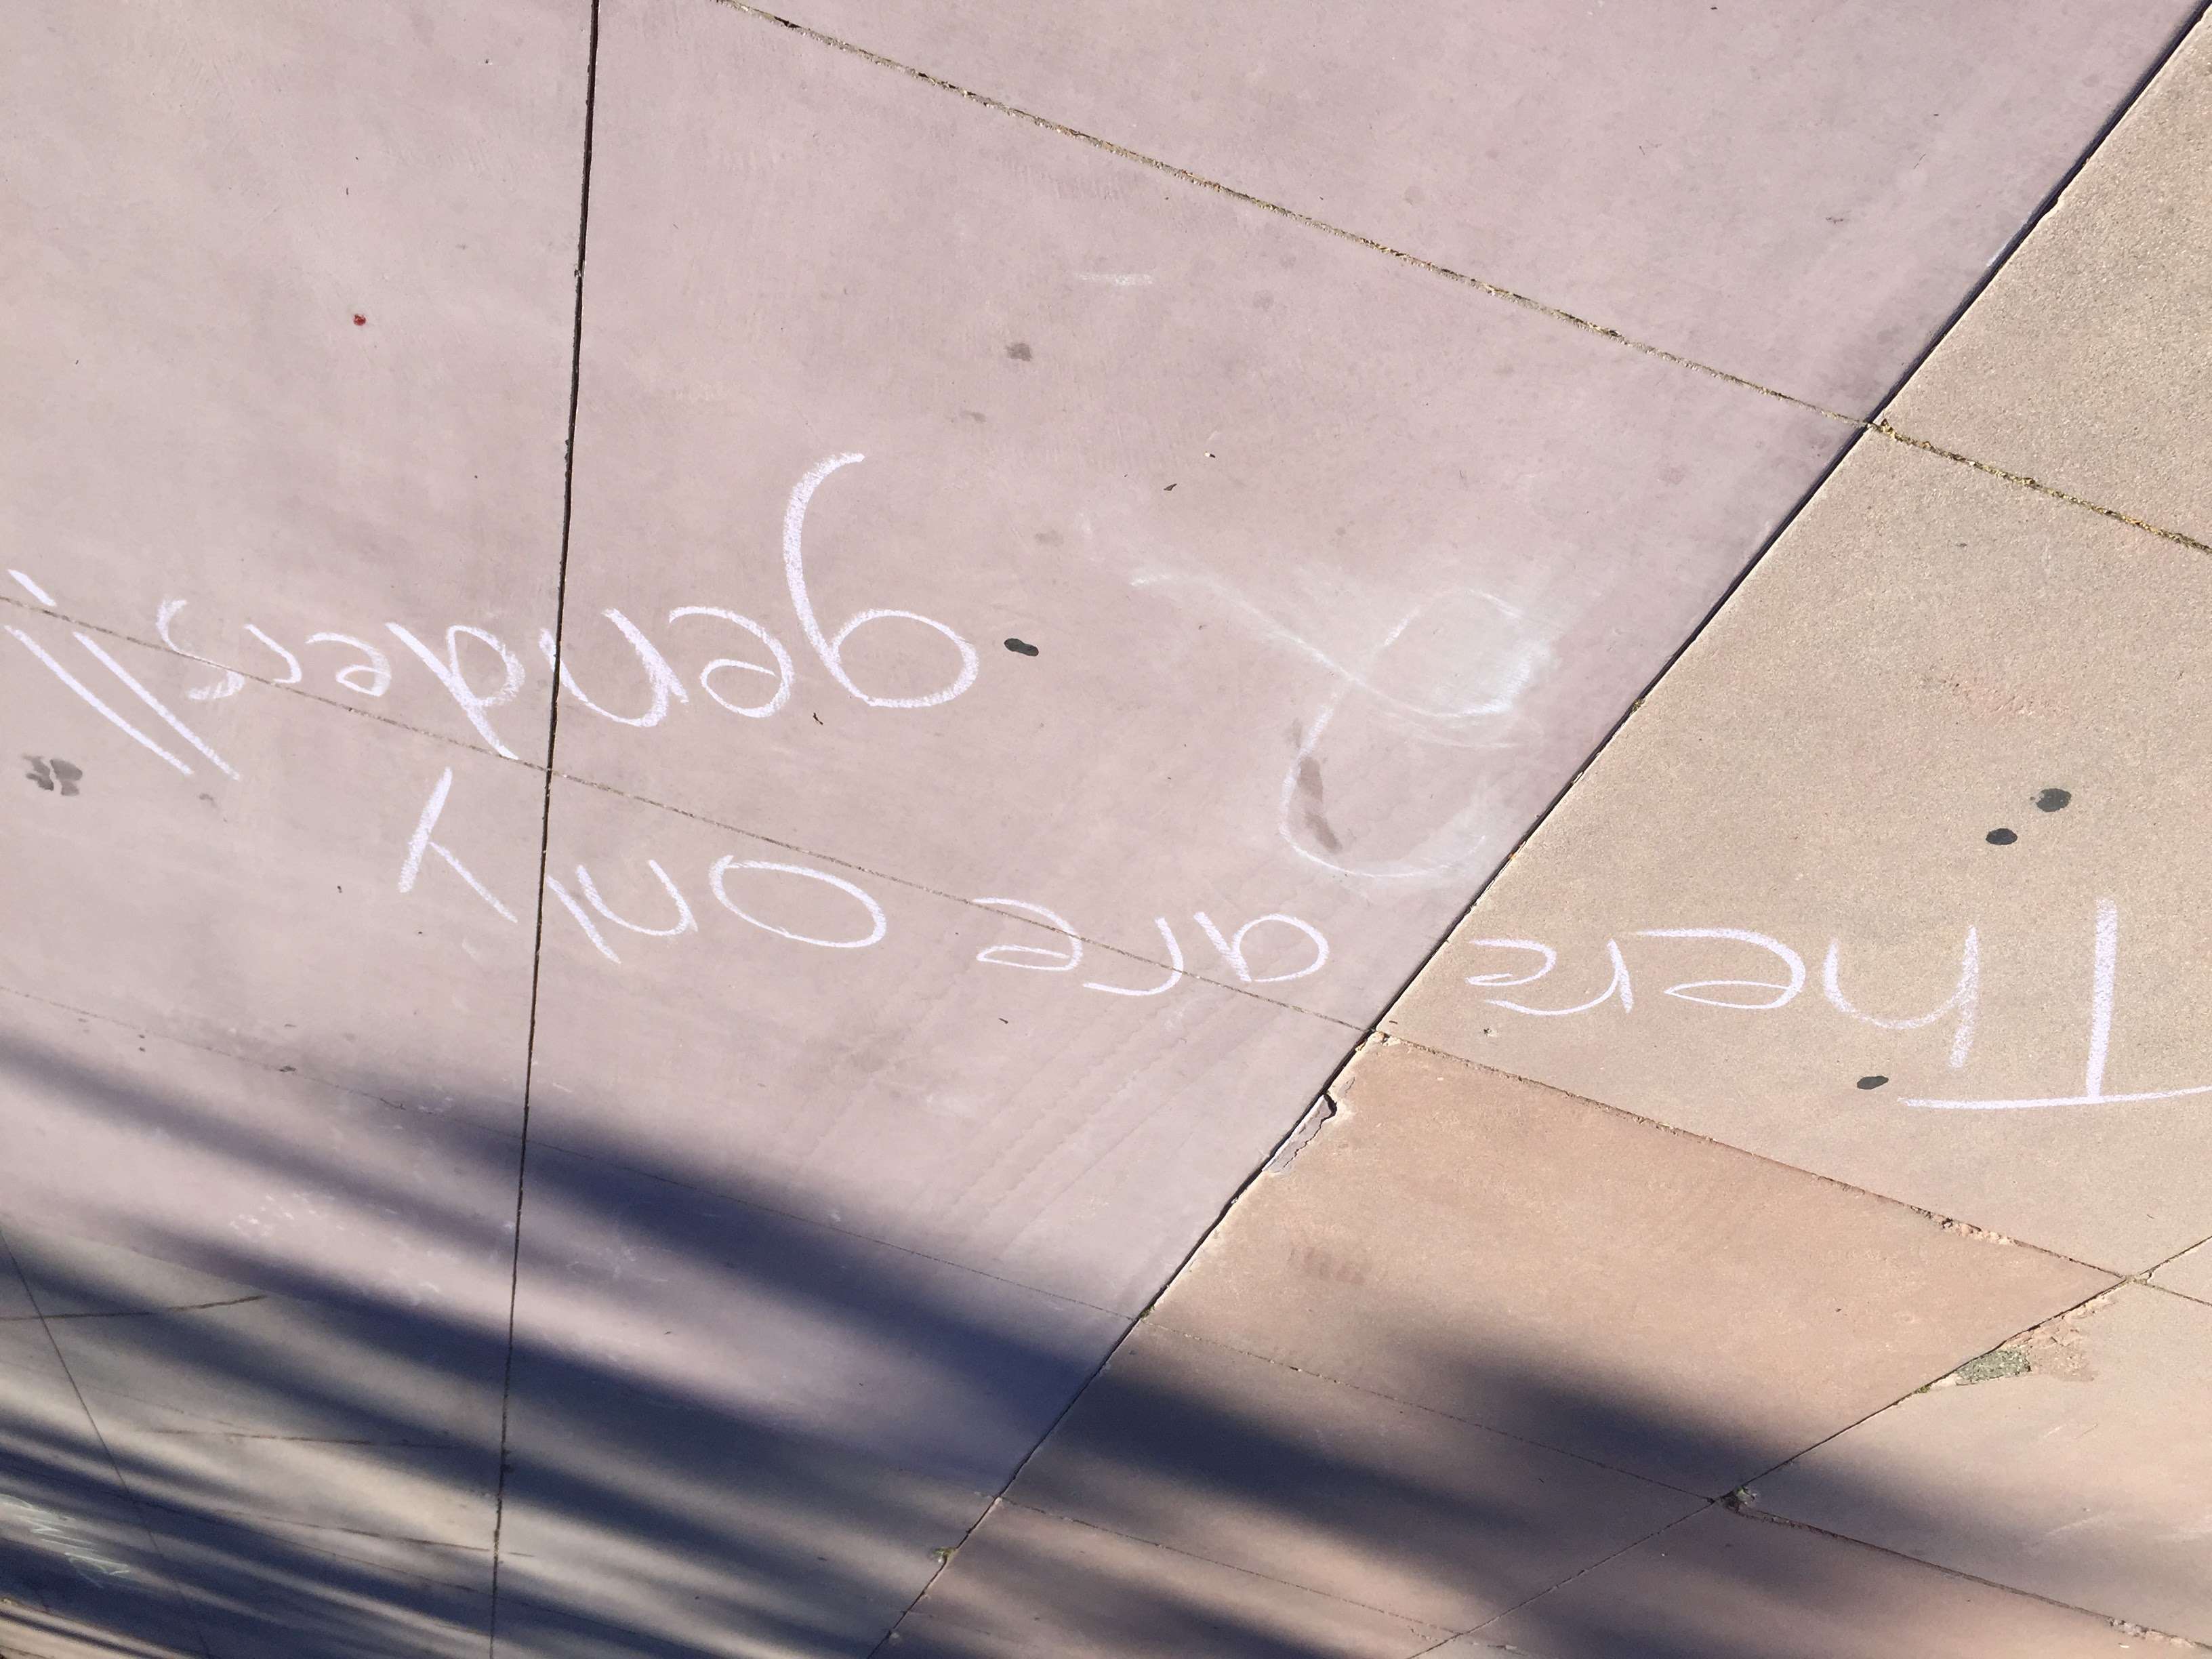 There are only
2 genders!!